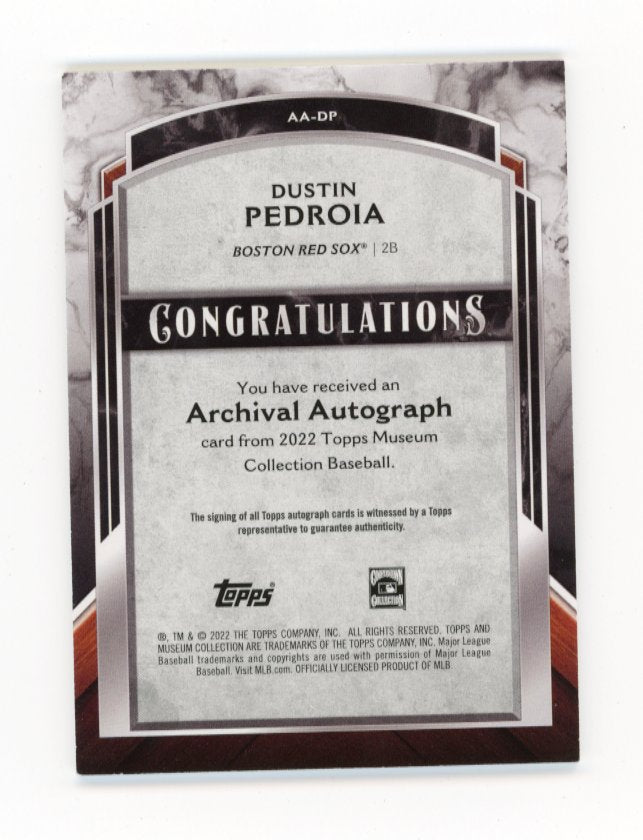 AA-DP
DUSTIN
PEDROIA
BOSTON RED SOX® | 2B
CONGRATULATIONS
You have received an
Archival Autograph
card from 2022 Topps Museum
Collection Baseball.
The signing of all Topps autograph cards is witnessed by a Topps
representative to guarantee authenticity.
Topps®
COOPERSTOWN
COLLECTION
®, TM & © 2022 THE TOPPS COMPANY, INC. ALL RIGHTS RESERVED. TOPPS AND
MUSEUM COLLECTION ARE TRADEMARKS OF THE TOPPS COMPANY, INC. Major League
Baseball trademarks and copyrights are used with permission of Major League
Baseball. Visit MLB.com. OFFICIALLY LICENSED PRODUCT OF MLB.